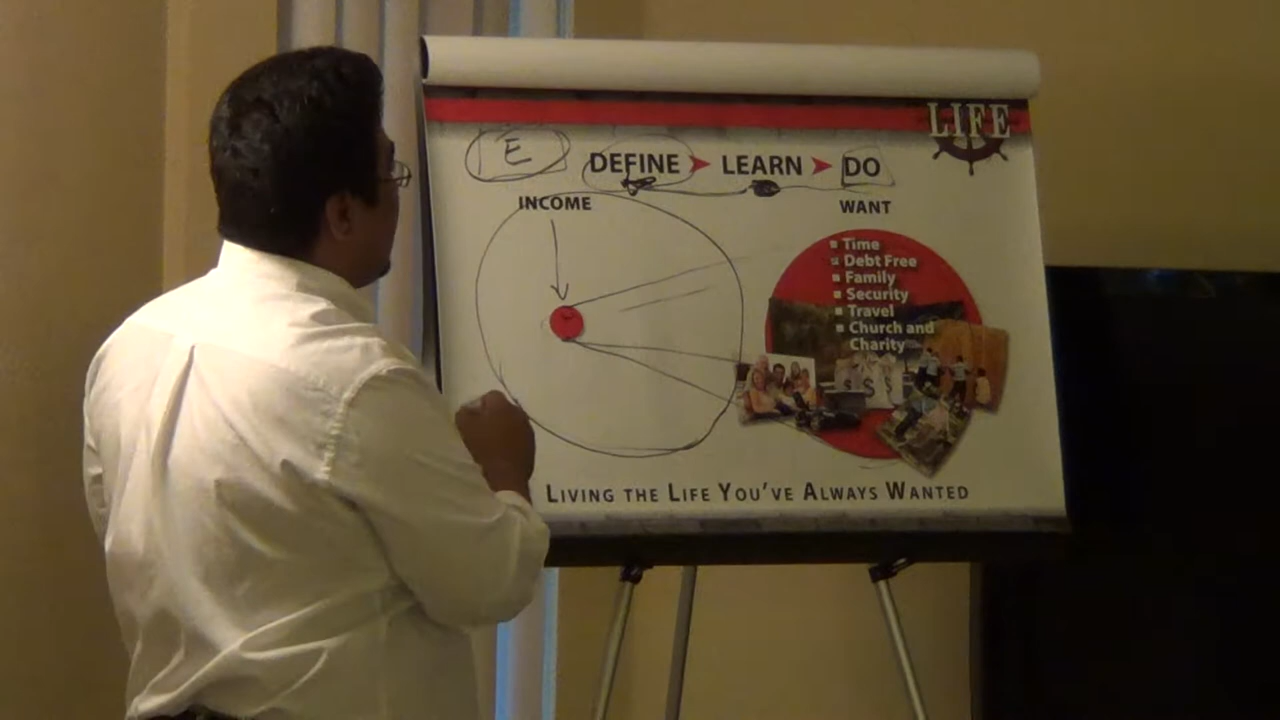 LIFE
E DEFINE LEARN DO
INCOME
WANT
Time
Debt Free
Family
Security
Travel
Church and
Charity
$ $ $
LIVING THE LIFE YOU'VE ALWAYS WANTED